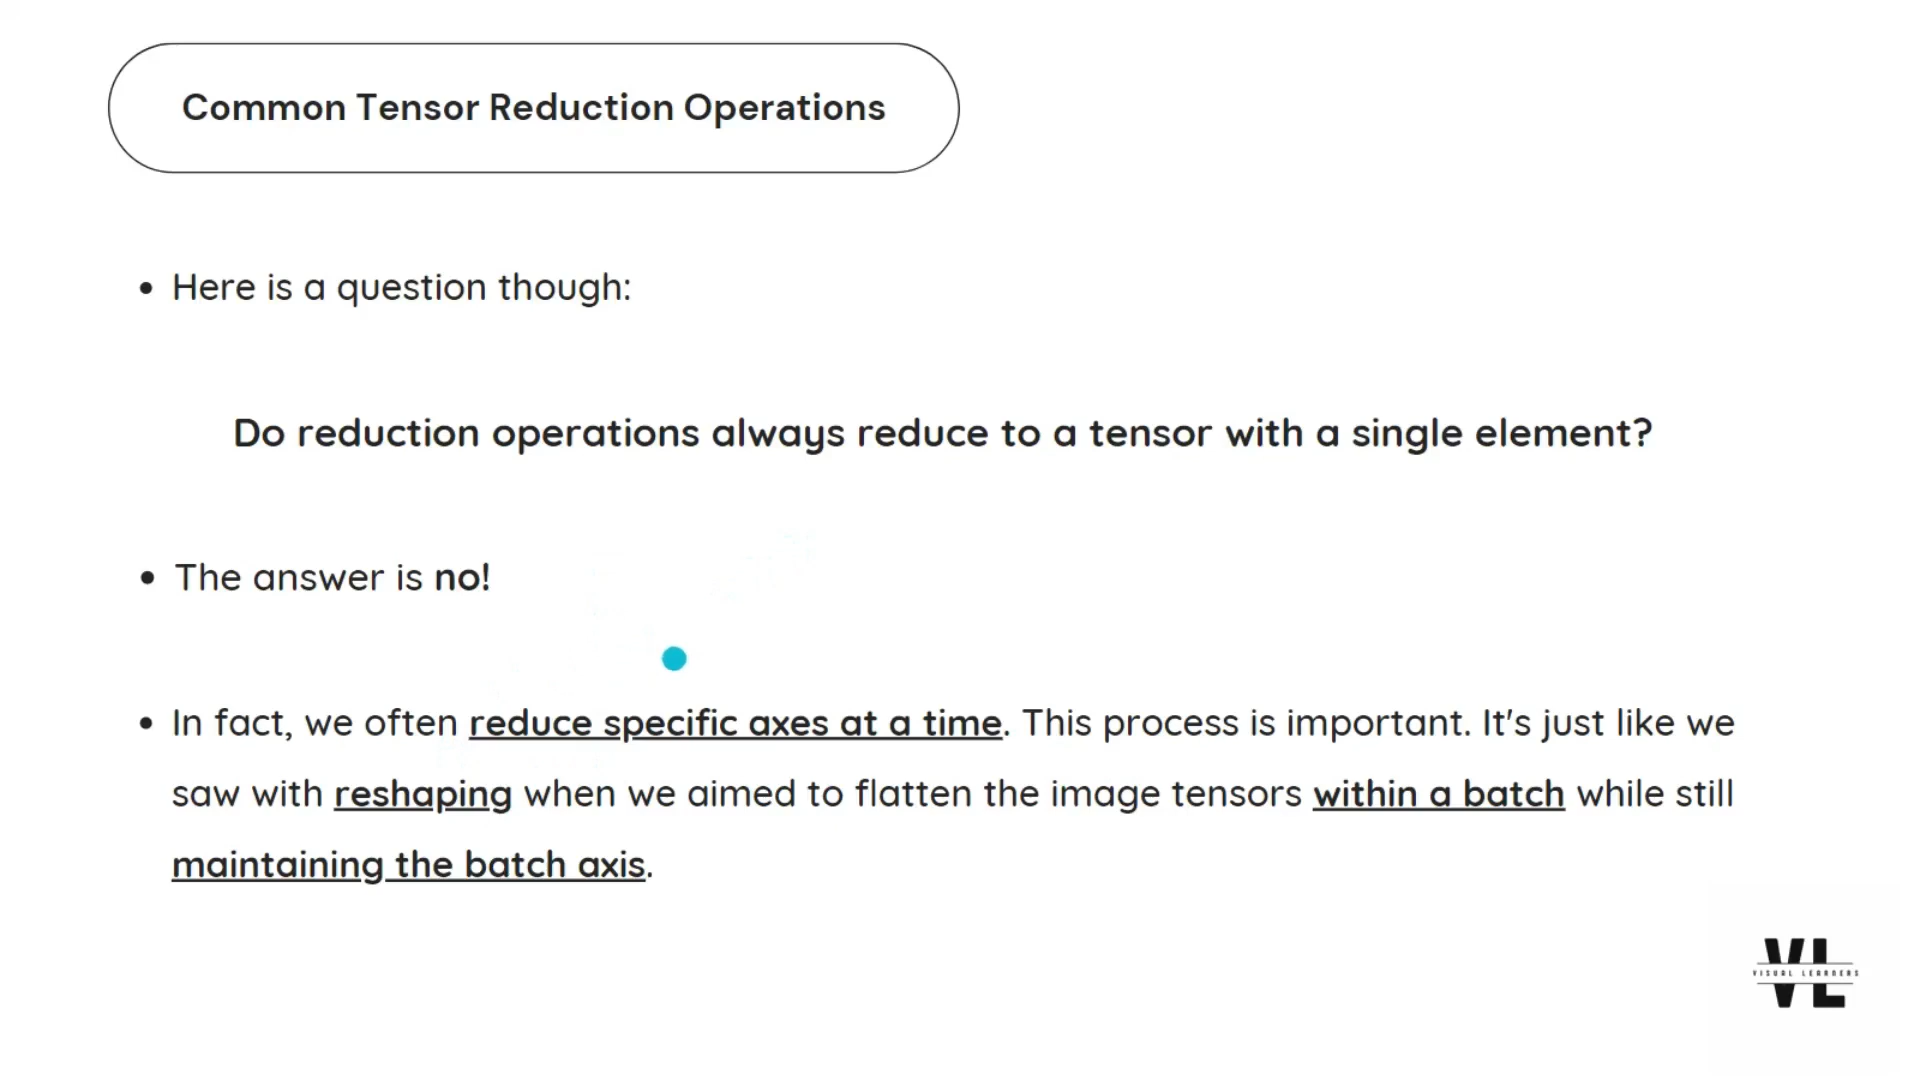 Common Tensor Reduction Operations
• Here is a question though:
Do reduction operations always reduce to a tensor with a single element?
• The answer is no!
• In fact, we often reduce specific axes at a time. This process is important. It's just like we
saw with reshaping when we aimed to flatten the image tensors within a batch while still
maintaining the batch axis.
VL
VISUAL LEARNERS